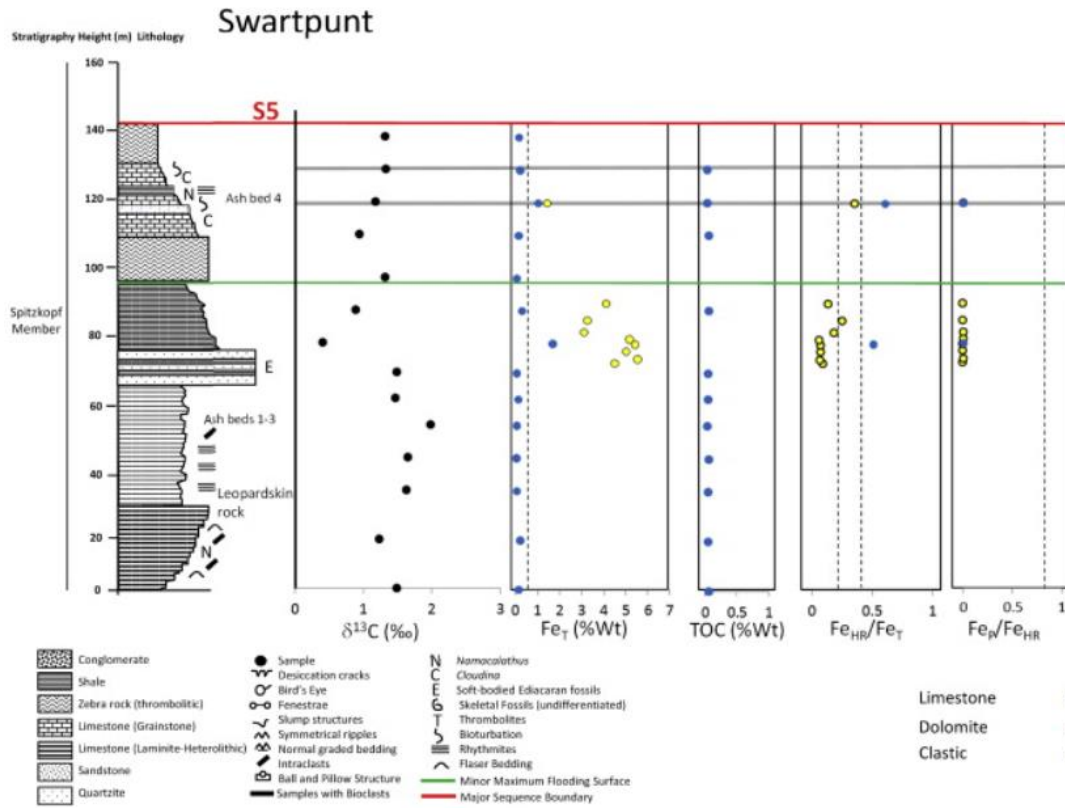 Swartpunt
Stratigraphy Height (m) Lithology
160
140
120
100
80
60
40
20
0
Spitzkopf
Member
S5
C
N
Ash bed 4
C
E
Ash beds 1-3
Leopardskin
rock
N
0 1 2 3
δ¹³C (‰)
0 1 2 3 4 5 6 7
Fe_T (%Wt)
0 0.5 1
TOC (%Wt)
0 0.5 1
Fe_HR/Fe_T
0 0.5 1
Fe_P/Fe_HR
Conglomerate
Shale
Zebra rock (thrombolitic)
Limestone (Grainstone)
Limestone (Laminite-Heterolithic)
Sandstone
Quartzite
Sample
Desiccation cracks
Bird's Eye
Fenestrae
Slump structures
Symmetrical ripples
Normal graded bedding
Intraclasts
Ball and Pillow Structure
Samples with Bioclasts
N Namacalathus
C Cloudina
E Soft-bodied Ediacaran fossils
Skeletal Fossils (undifferentiated)
T Thrombolites
Bioturbation
Rhythmites
Flaser Bedding
Minor Maximum Flooding Surface
Major Sequence Boundary
Limestone
Dolomite
Clastic